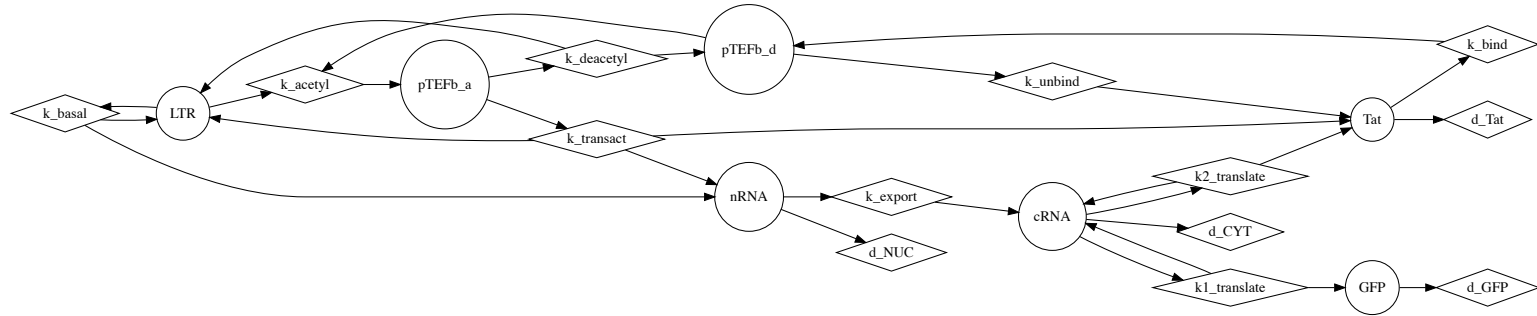 k_basal
LTR
k_acetyl
pTEFb_a
k_deacetyl
k_transact
pTEFb_d
nRNA
k_export
d_NUC
k_unbind
cRNA
k2_translate
d_CYT
k1_translate
Tat
GFP
k_bind
d_Tat
d_GFP